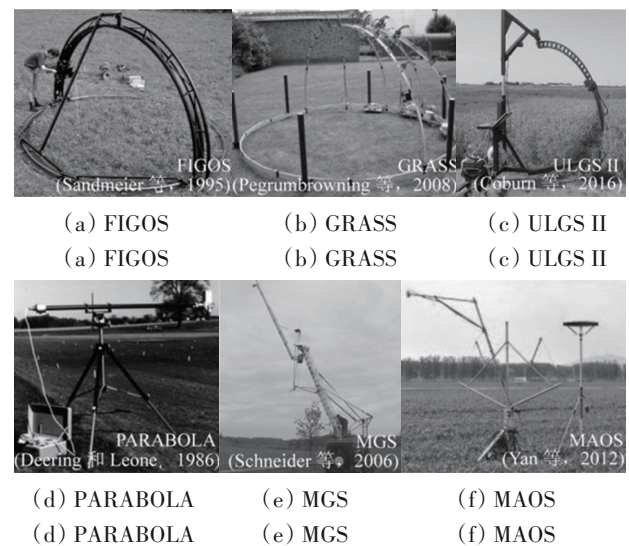 FIGOS
(Sandmeier 等, 1995)
GRASS
(Pegrumbrowning 等, 2008)
ULGS II
(Coburn 等, 2016)
(a) FIGOS
(b) GRASS
(c) ULGS II
(a) FIGOS
(b) GRASS
(c) ULGS II
PARABOLA
(Deering 和 Leone, 1986)
MGS
(Schneider 等, 2006)
MAOS
(Yan 等, 2012)
(d) PARABOLA
(e) MGS
(f) MAOS
(d) PARABOLA
(e) MGS
(f) MAOS